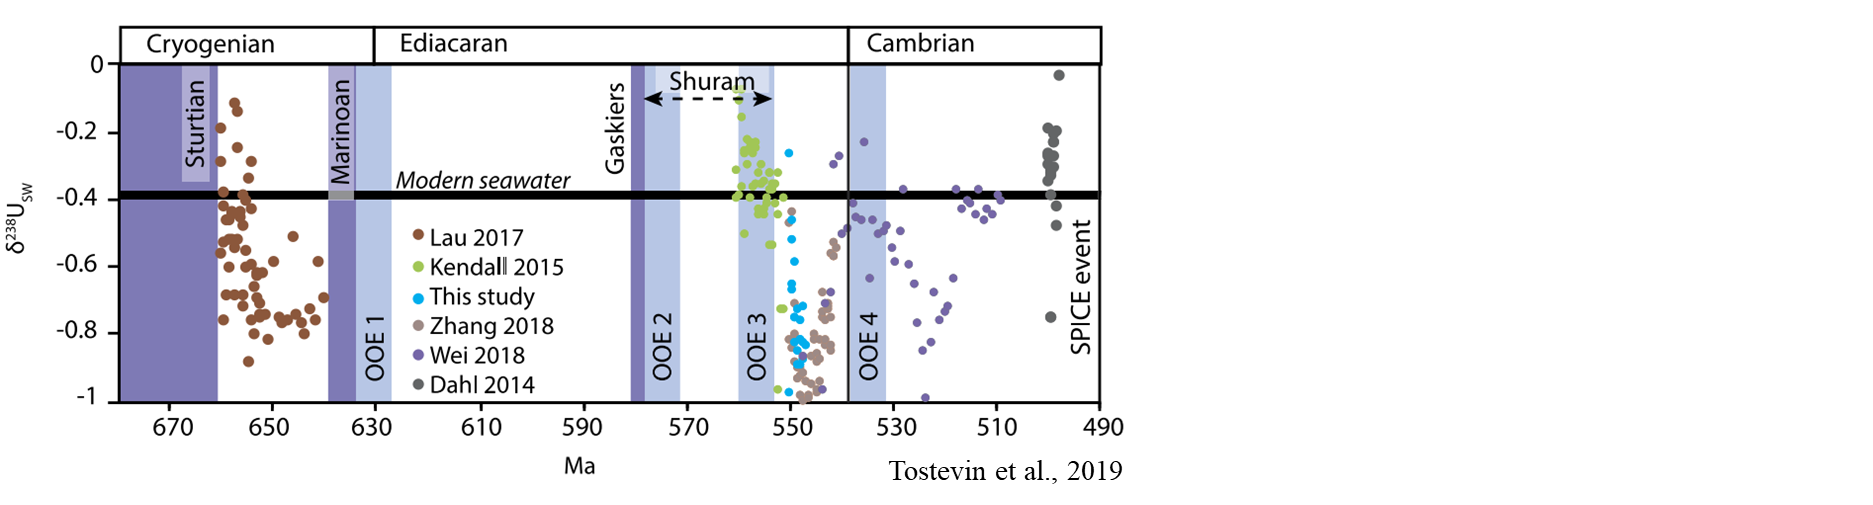 Cryogenian Ediacaran Cambrian
0
-0.2
-0.4
-0.6
-0.8
-1
δ²³⁸U_SW
Sturtian
Marinoan
Gaskiers
Shuram
Modern seawater
Lau 2017
Kendall 2015
This study
Zhang 2018
Wei 2018
Dahl 2014
OOE 1
OOE 2
OOE 3
OOE 4
SPICE event
670 650 630 610 590 570 550 530 510 490
Ma
Tostevin et al., 2019